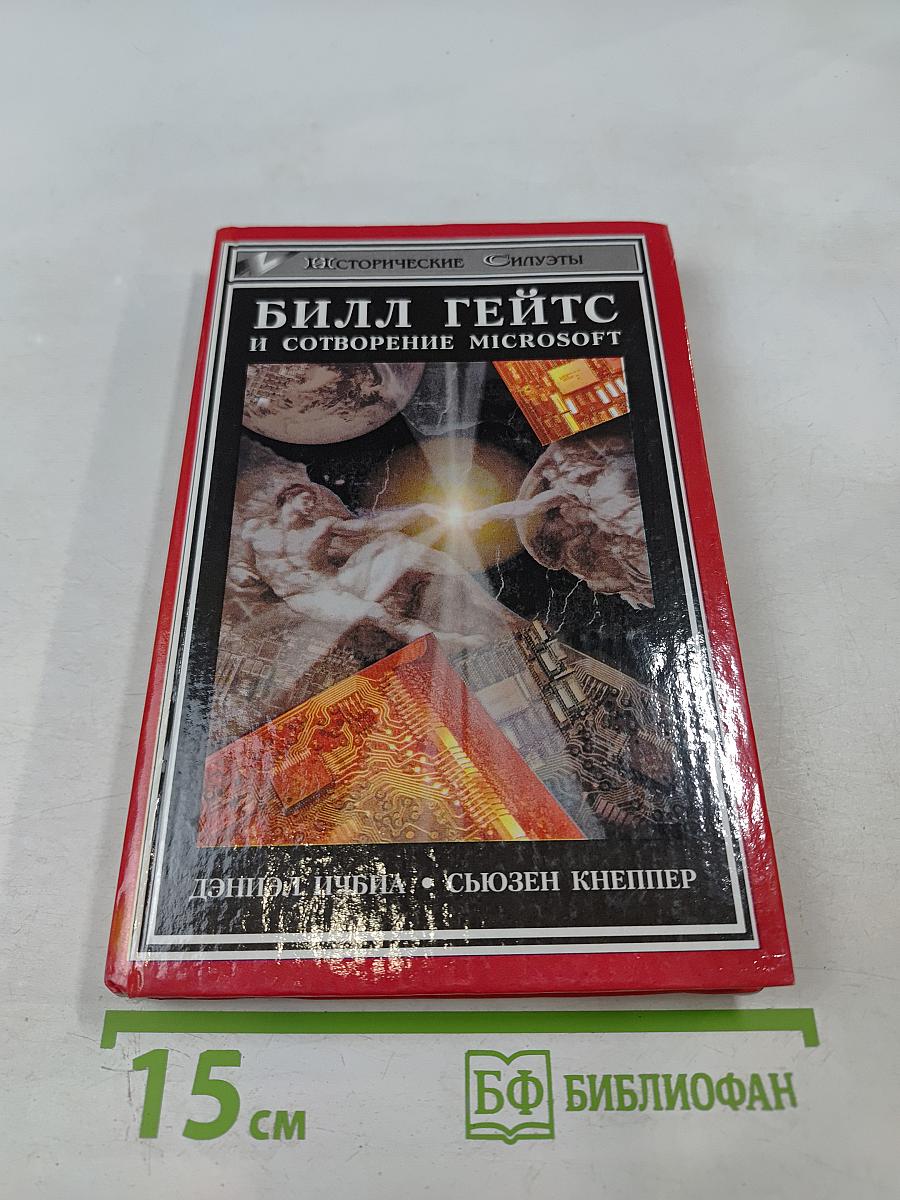 Исторические Силуэты
БИЛЛ ГЕЙТС
И СОТВОРЕНИЕ MICROSOFT
ДЭНИЭЛ ИЧБИА • СЬЮЗЕН КНЕППЕР
15 см
БФ БИБЛИОФАН